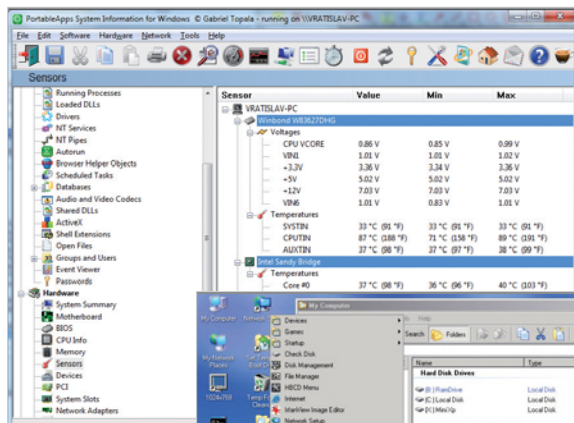 PortableApps System Information for Windows © Gabriel Topala - running on \\VRATISLAV-PC
File Edit Software Hardware Network Tools Help
Sensors
Running Processes
Loaded DLLs
Drivers
NT Services
NT Pipes
Autorun
Browser Helper Objects
Scheduled Tasks
Databases
Audio and Video Codecs
Shared DLLs
ActiveX
Shell Extensions
Open Files
Groups and Users
Event Viewer
Passwords
Hardware
System Summary
Motherboard
BIOS
CPU Info
Memory
Sensors
Devices
PCI
System Slots
Network Adapters
Sensor Value Min Max
VRATISLAV-PC
Winbond W83627DHG
Voltages
CPU VCORE 0.86 V 0.85 V 0.99 V
VIN1 1.01 V 1.01 V 1.02 V
+3.3V 3.36 V 3.34 V 3.36 V
+5V 5.02 V 5.02 V 5.02 V
+12V 7.03 V 7.03 V 7.03 V
VIN6 1.01 V 0.83 V 1.01 V
Temperatures
SYSTIN 33 °C (91 °F) 33 °C (91 °F) 33 °C (91 °F)
CPUTIN 87 °C (188 °F) 71 °C (158 °F) 89 °C (191 °F)
AUXTIN 37 °C (98 °F) 37 °C (97 °F) 38 °C (99 °F)
Intel Sandy Bridge
Temperatures
Core #0 37 °C (98 °F) 36 °C (96 °F) 40 °C (103 °F)
My Computer
My Network Places
1024x768
My Computer
Devices
Games
Startup
Check Disk
Disk Management
File Manager
HBCD Menu
Internet
MarkView Image Editor
Network Setup
Help
Search Folders
Name Type
Hard Disk Drives
(B:) RamDrive Local Disk
(C:) Local Disk Local Disk
(X:) MiniXp Local Disk